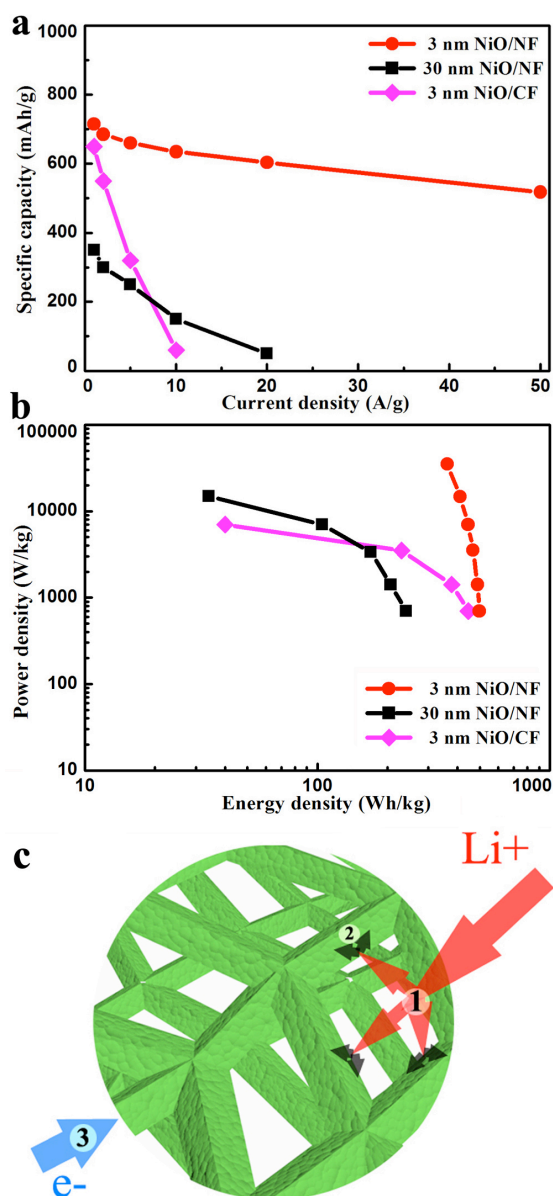 a
1000
800
600
400
200
0
Specific capacity (mAh/g)
3 nm NiO/NF
30 nm NiO/NF
3 nm NiO/CF
0 10 20 30 40 50
Current density (A/g)
b
100000
10000
1000
100
10
Power density (W/kg)
3 nm NiO/NF
30 nm NiO/NF
3 nm NiO/CF
10 100 1000
Energy density (Wh/kg)
c
Li+
2
1
3
e-